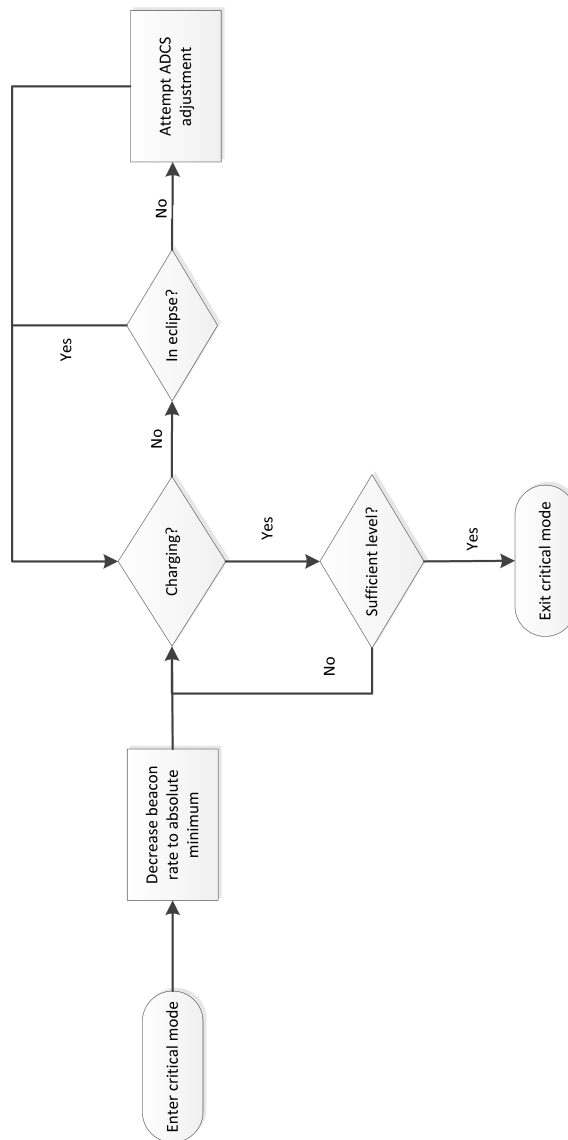 Enter critical mode
Decrease beacon
rate to absolute
minimum
Charging?
No
In eclipse?
No
Attempt ADCS
adjustment
Yes
Yes
Sufficient level?
No
Yes
Exit critical mode